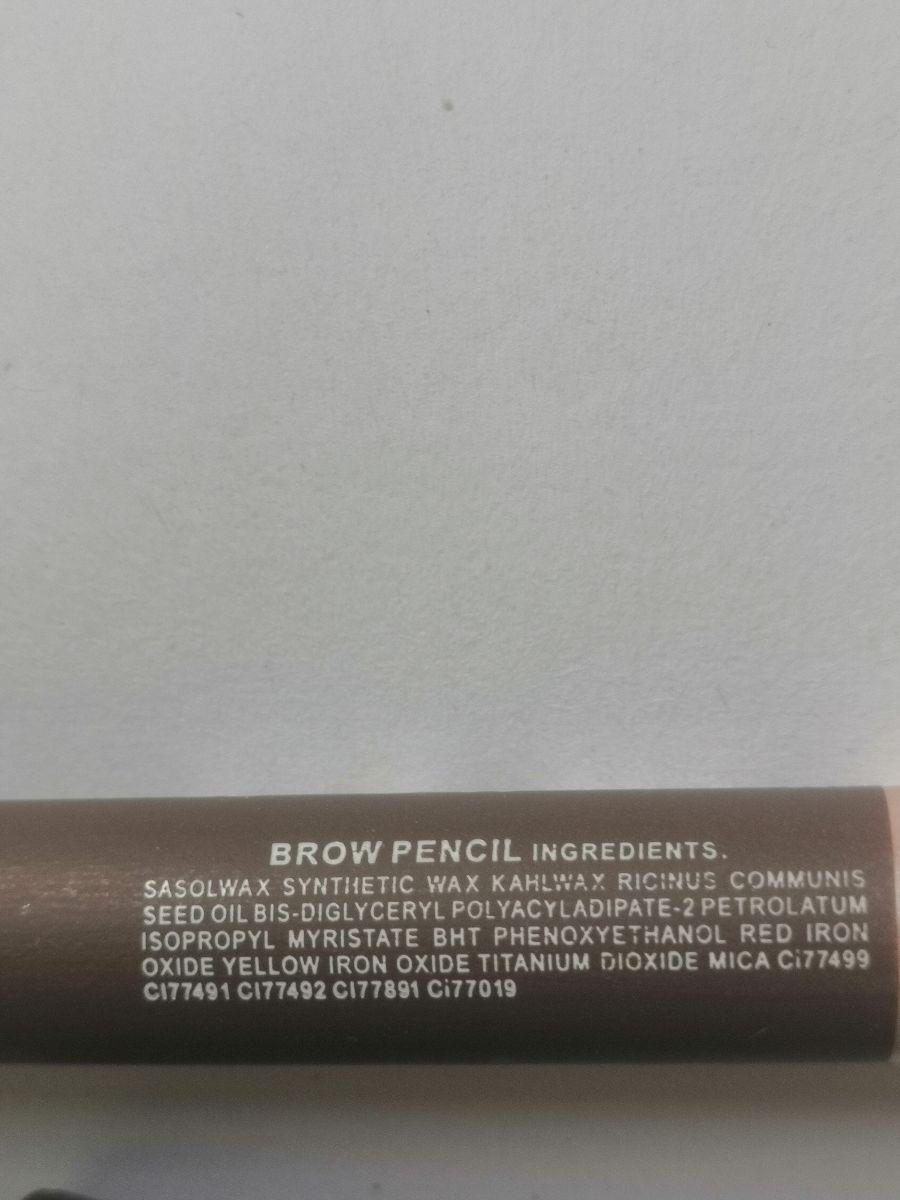 BROW PENCIL INGREDIENTS.
SASOLWAX SYNTHETIC WAX KAHLWAX RICINUS COMMUNIS
SEED OIL BIS-DIGLYCERYL POLYACYLADIPATE-2 PETROLATUM
ISOPROPYL MYRISTATE BHT PHENOXYETHANOL RED IRON
OXIDE YELLOW IRON OXIDE TITANIUM DIOXIDE MICA Ci77499
CI77491 CI77492 CI77891 Ci77019